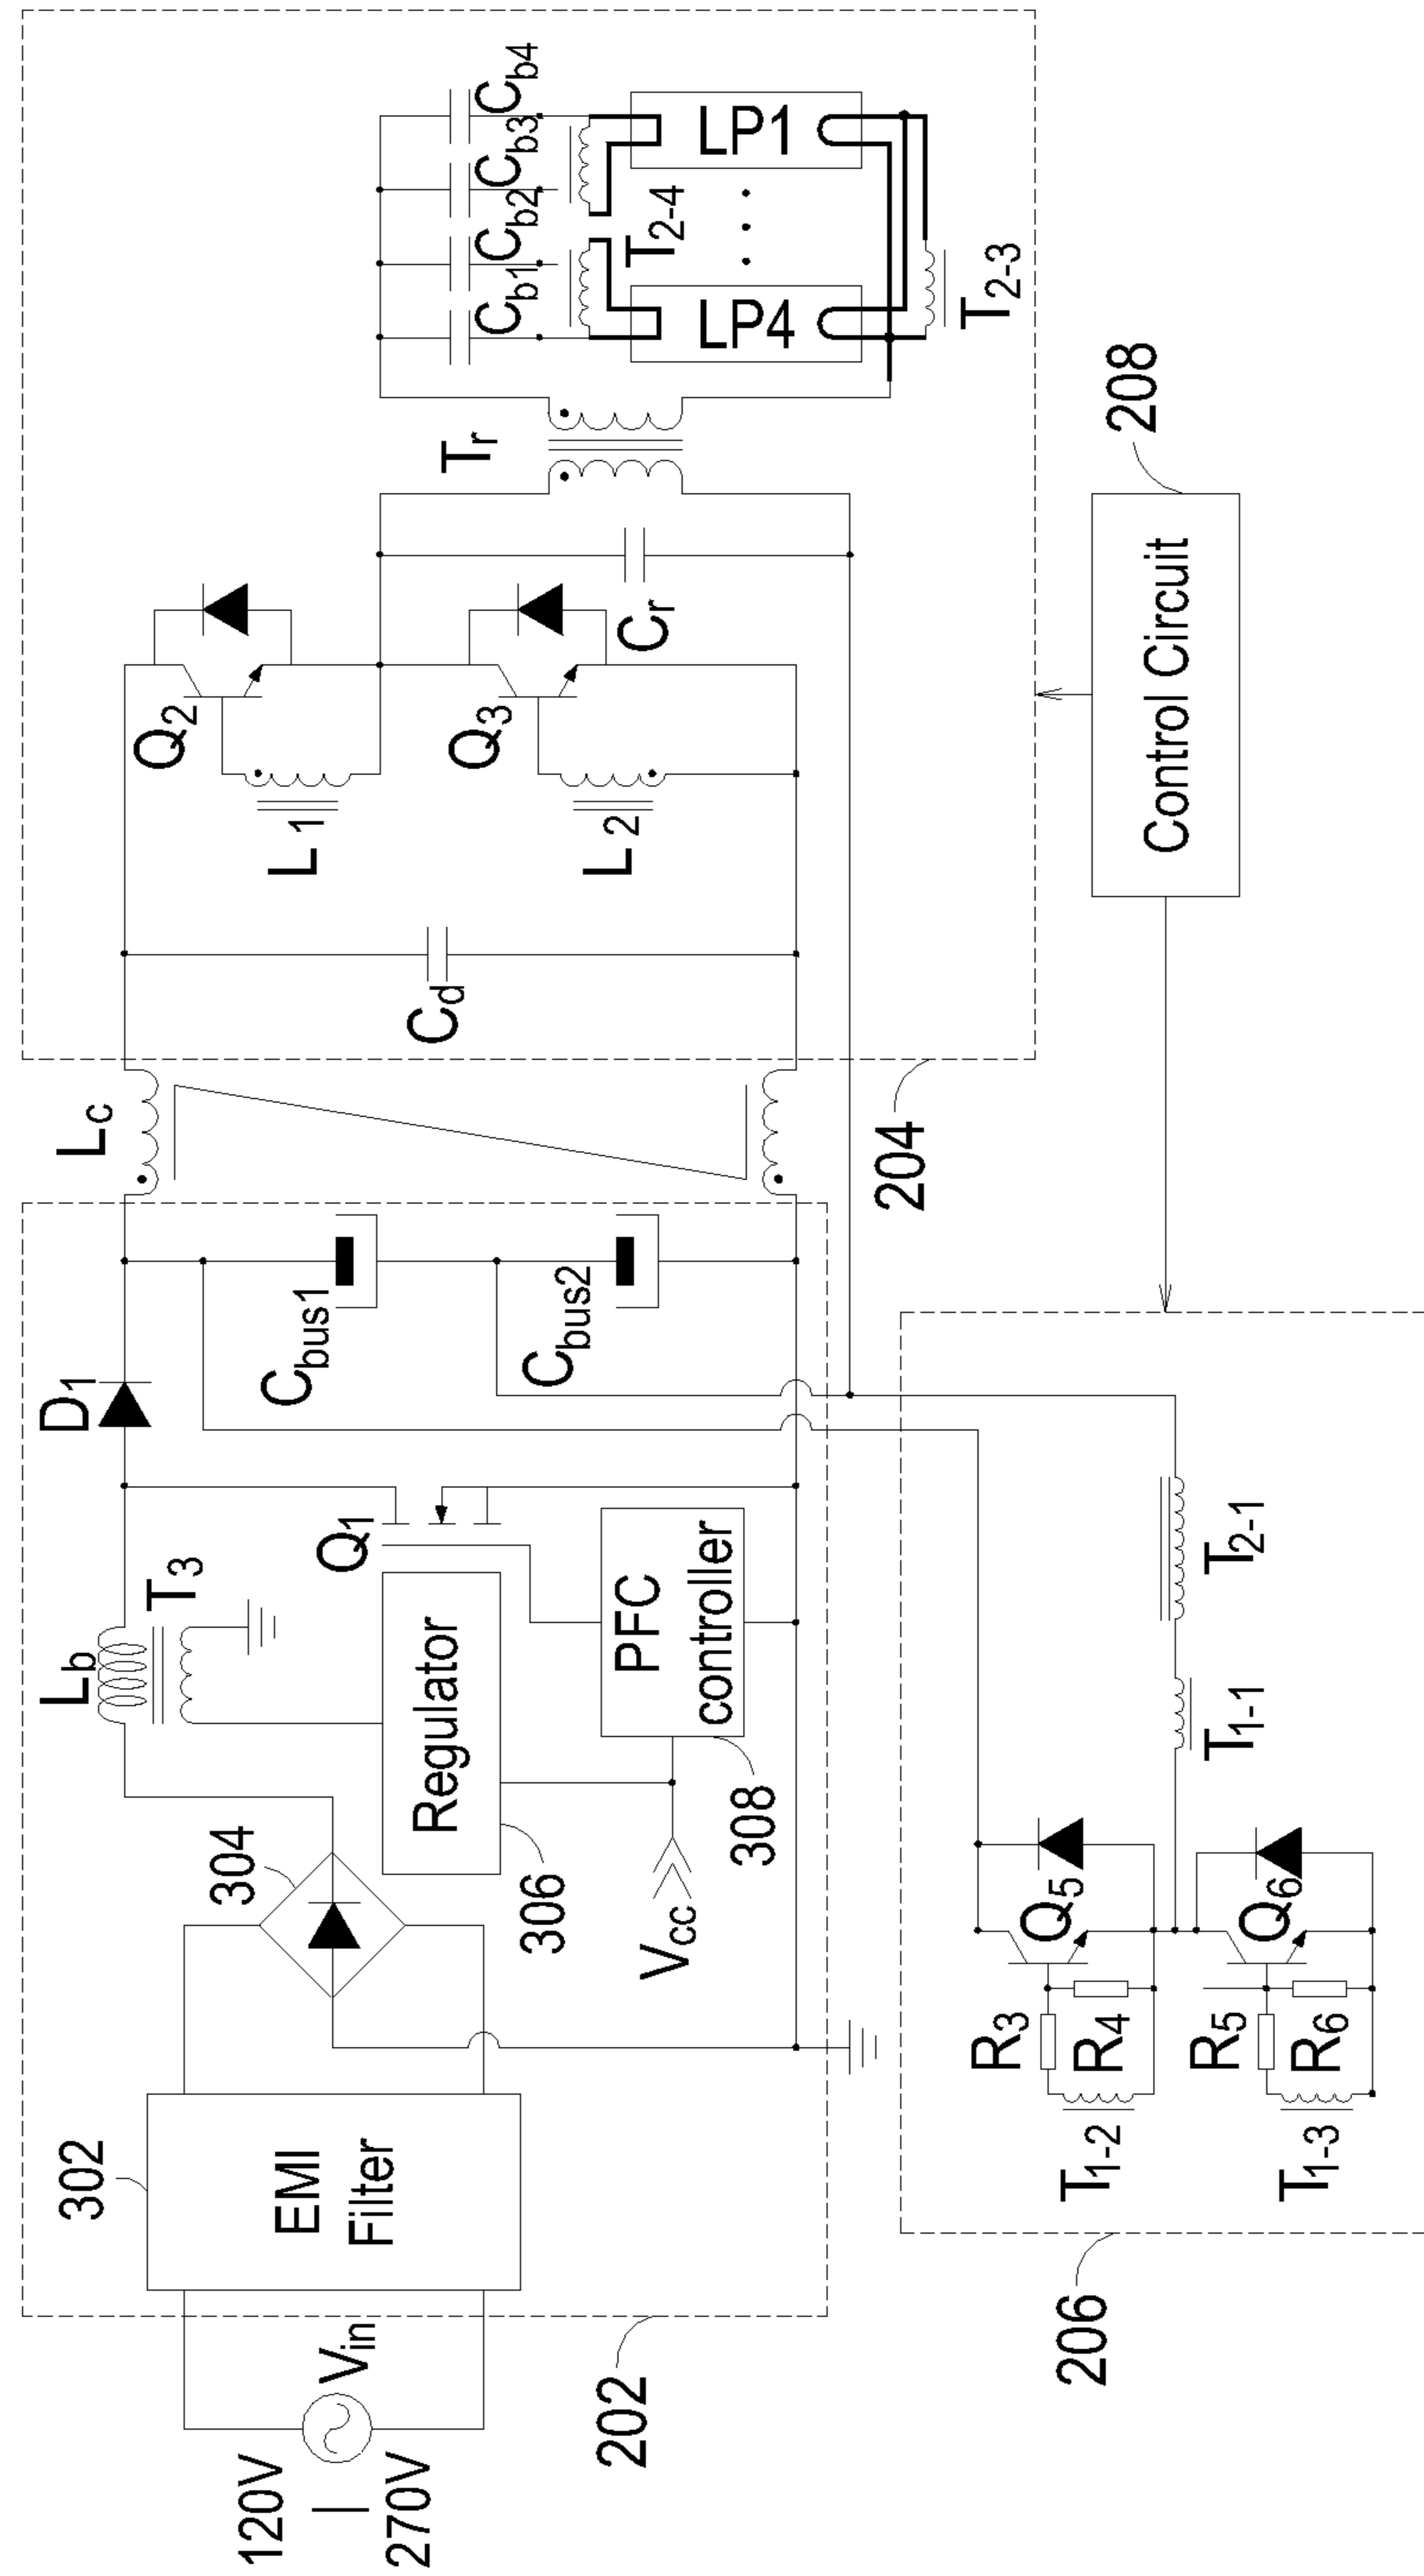 120V
270V
Vin
202
302
EMI
Filter
304
Lb
T3
D1
Regulator
306
Q1
PFC
controller
308
Vcc
Cbus1
Cbus2
Lc
204
Cd
Q2
L1
Q3
L2
Cr
Tr
Cb1
Cb2
Cb3
Cb4
T2-4
LP4
LP1
T2-3
Control Circuit
208
206
T1-2
R3
R4
Q5
T1-3
R5
R6
Q6
T1-1
T2-1